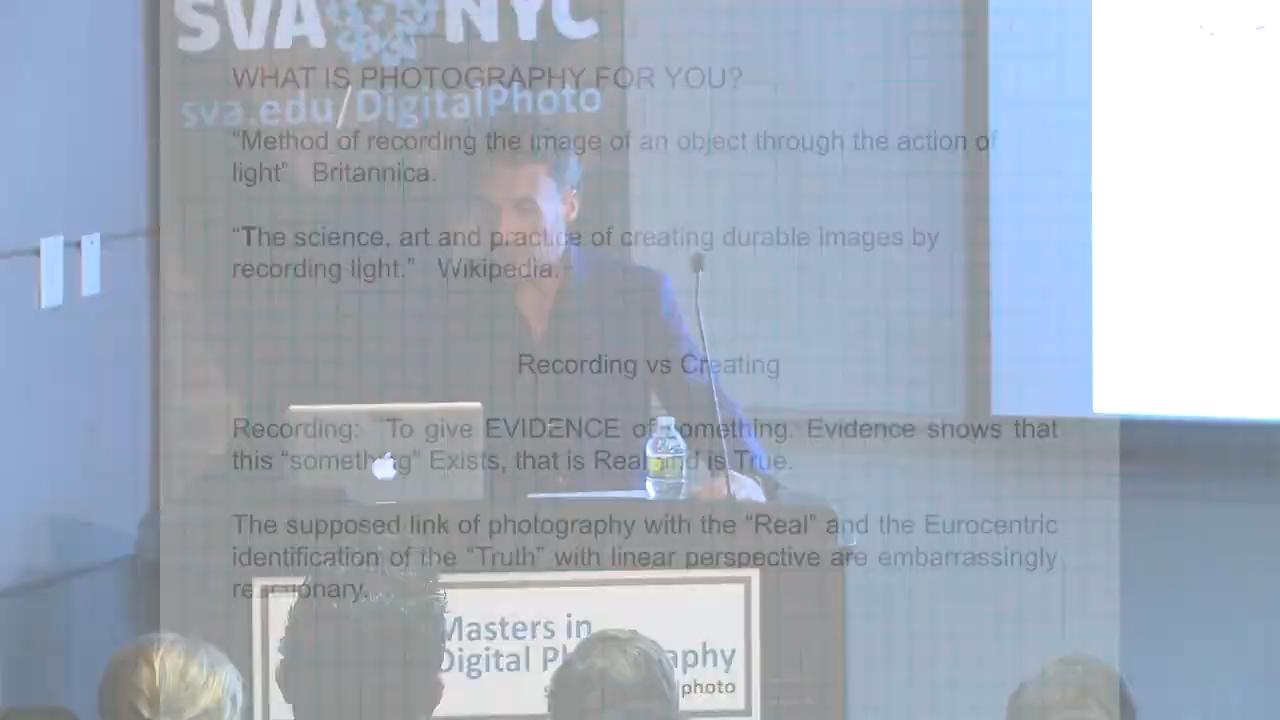 SVA NYC
WHAT IS PHOTOGRAPHY FOR YOU?
sva.edu/DigitalPhoto
“Method of recording the image of an object through the action of
light” Britannica.
“The science, art and practice of creating durable images by
recording light.” Wikipedia.
Recording vs Creating
Recording: To give EVIDENCE of something. Evidence shows that
this “something” Exists, that is Real and is True.
The supposed link of photography with the “Real” and the Eurocentric
identification of the “Truth” with linear perspective are embarrassingly
reactionary.
Masters in
Digital Photography
photo